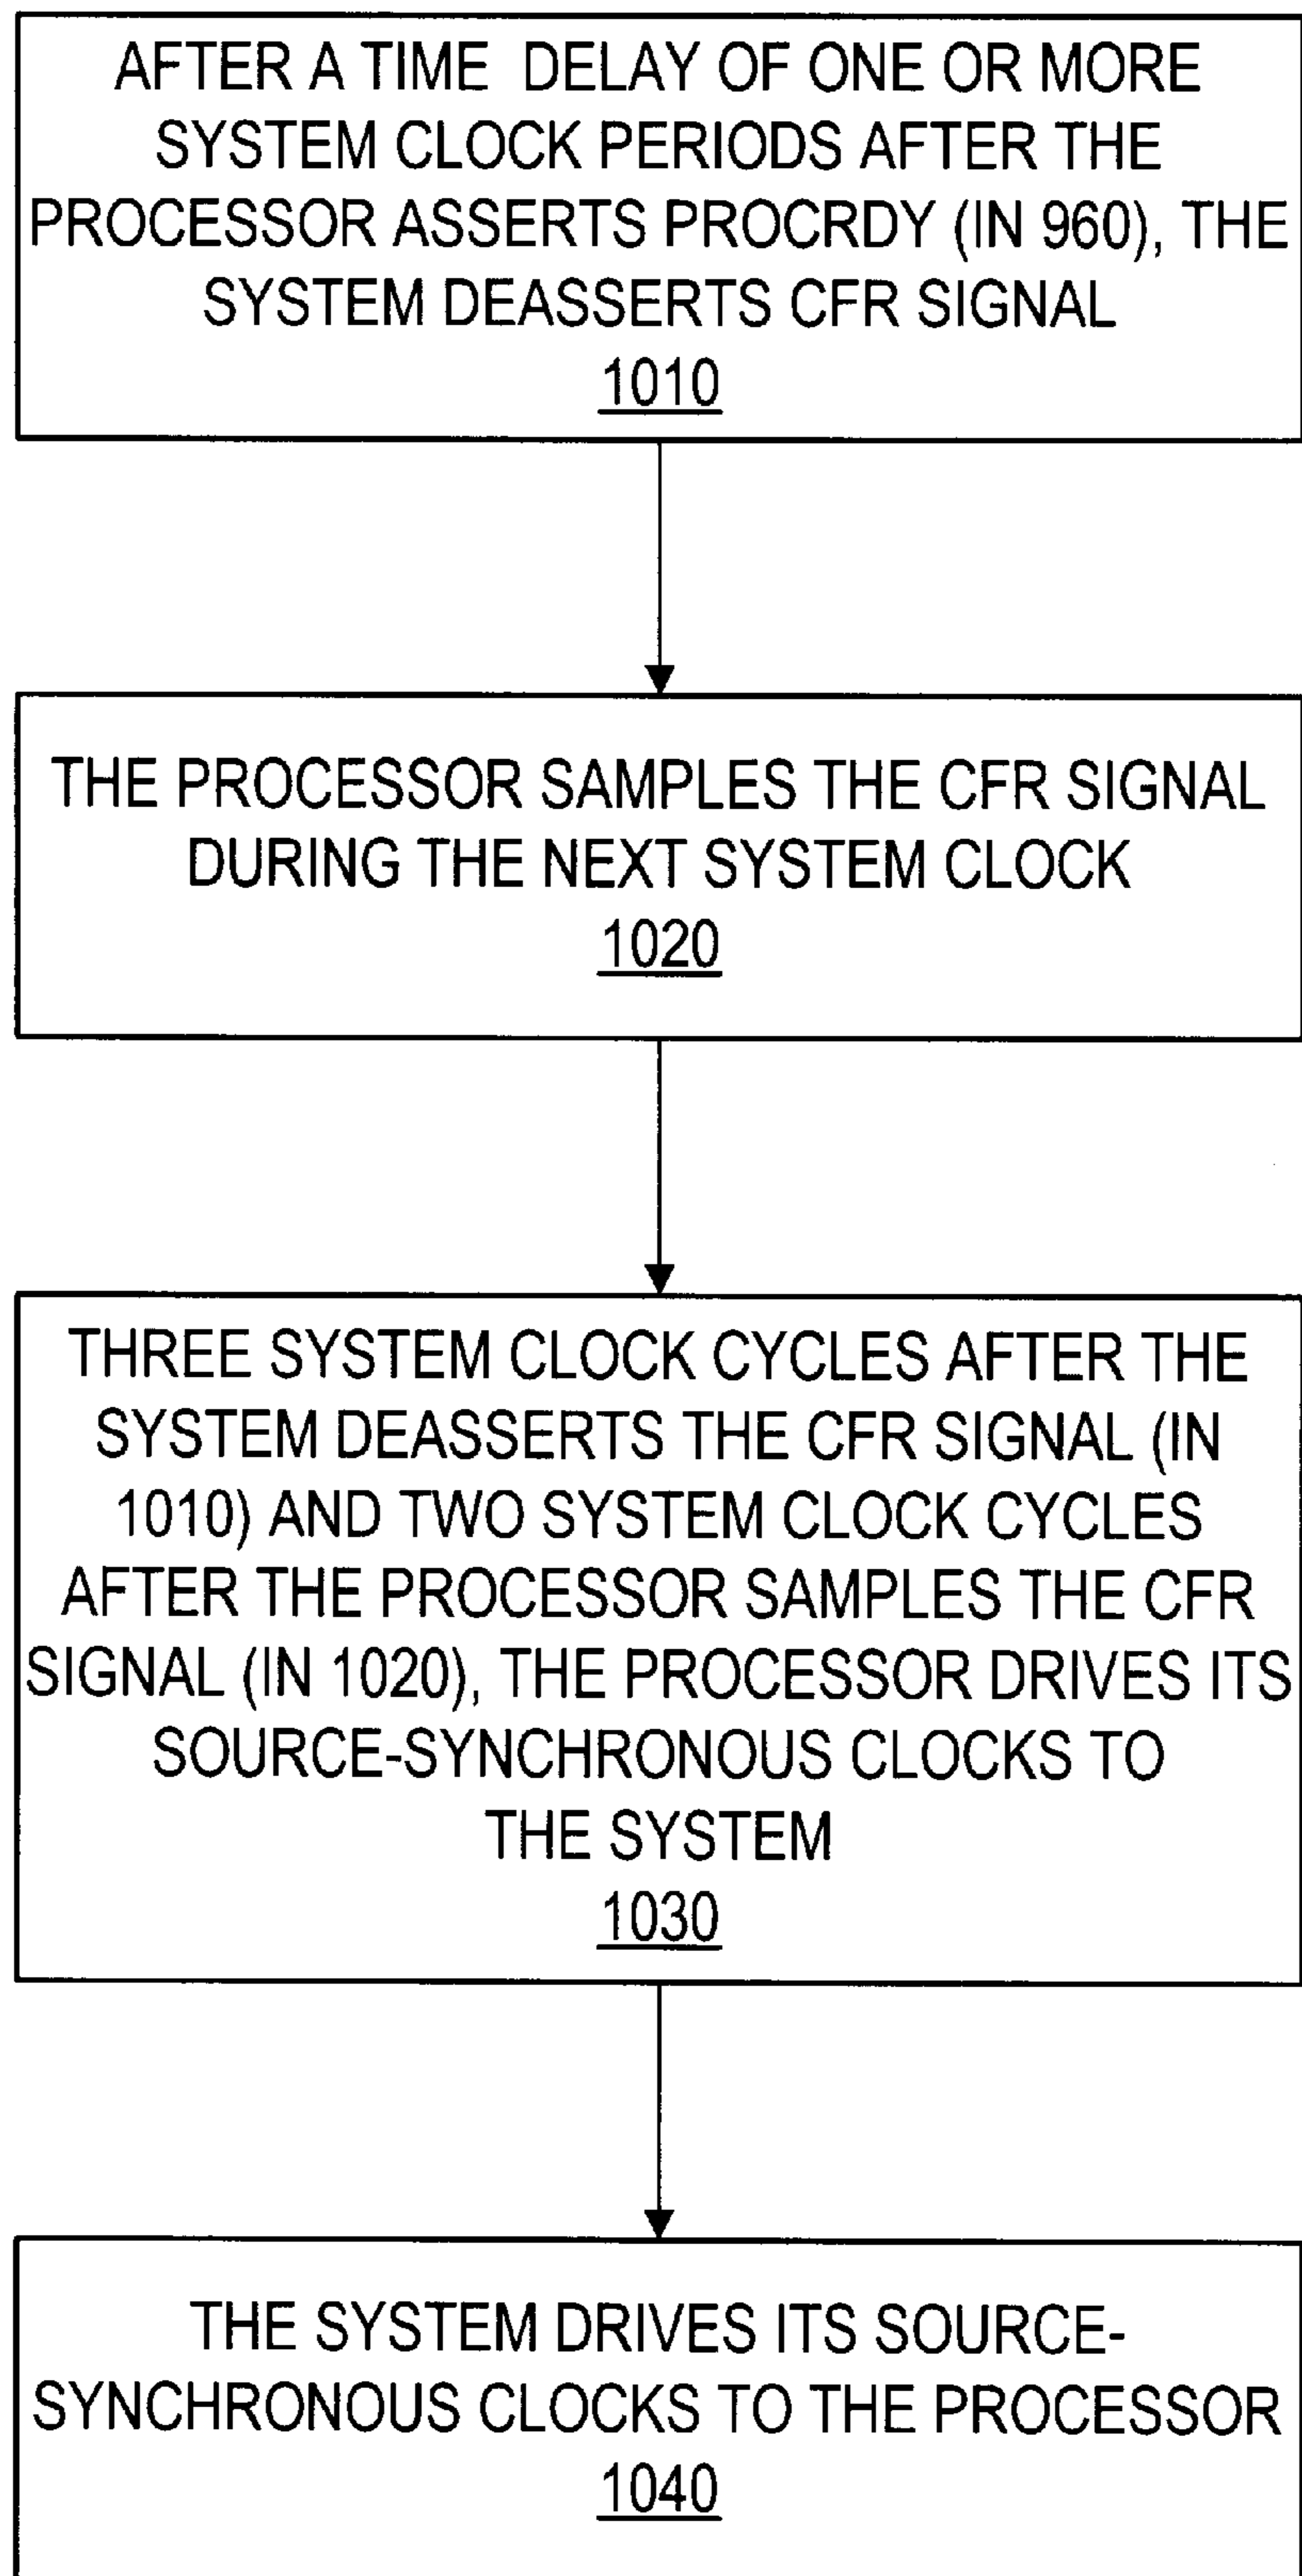 AFTER A TIME DELAY OF ONE OR MORE
SYSTEM CLOCK PERIODS AFTER THE
PROCESSOR ASSERTS PROCRDY (IN 960), THE
SYSTEM DEASSERTS CFR SIGNAL
1010
THE PROCESSOR SAMPLES THE CFR SIGNAL
DURING THE NEXT SYSTEM CLOCK
1020
THREE SYSTEM CLOCK CYCLES AFTER THE
SYSTEM DEASSERTS THE CFR SIGNAL (IN
1010) AND TWO SYSTEM CLOCK CYCLES
AFTER THE PROCESSOR SAMPLES THE CFR
SIGNAL (IN 1020), THE PROCESSOR DRIVES ITS
SOURCE-SYNCHRONOUS CLOCKS TO
THE SYSTEM
1030
THE SYSTEM DRIVES ITS SOURCE-
SYNCHRONOUS CLOCKS TO THE PROCESSOR
1040